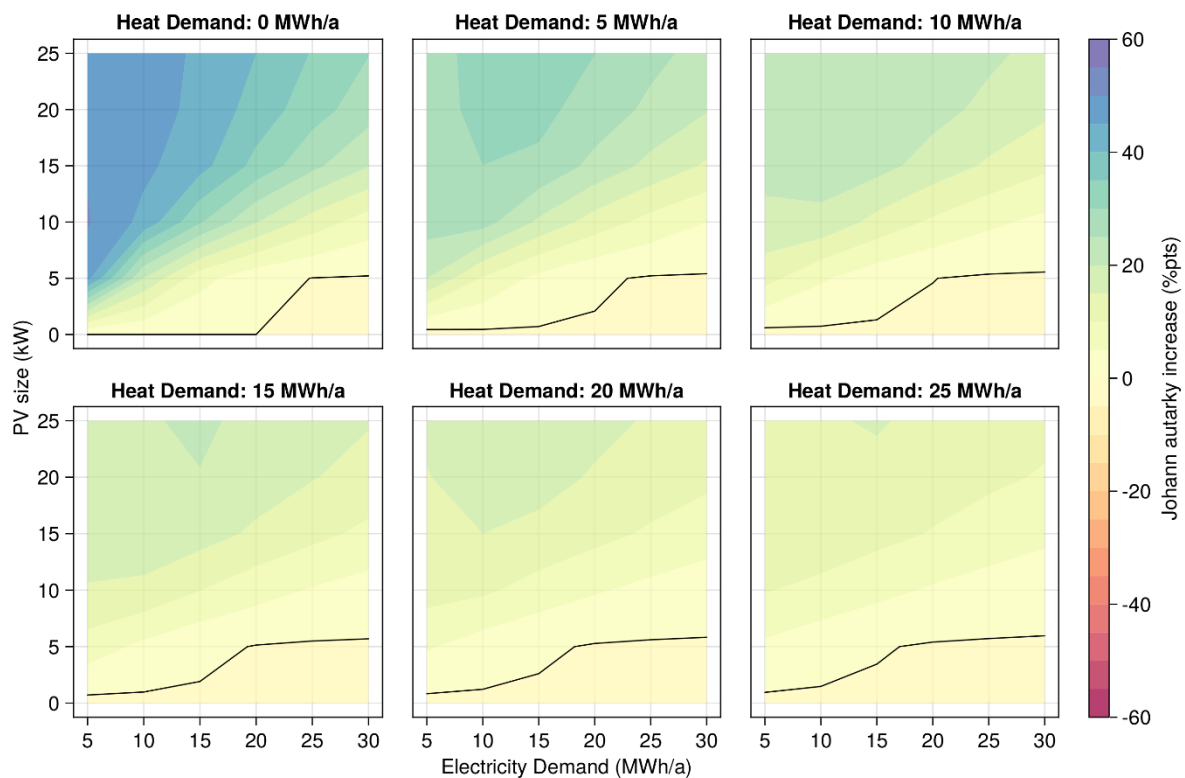 Heat Demand: 0 MWh/a
Heat Demand: 5 MWh/a
Heat Demand: 10 MWh/a
25
20
15
10
5
0
Heat Demand: 15 MWh/a
Heat Demand: 20 MWh/a
Heat Demand: 25 MWh/a
25
20
15
10
5
0
PV size (kW)
5 10 15 20 25 30
5 10 15 20 25 30
5 10 15 20 25 30
Electricity Demand (MWh/a)
60
40
20
0
-20
-40
-60
Johann autarky increase (%pts)